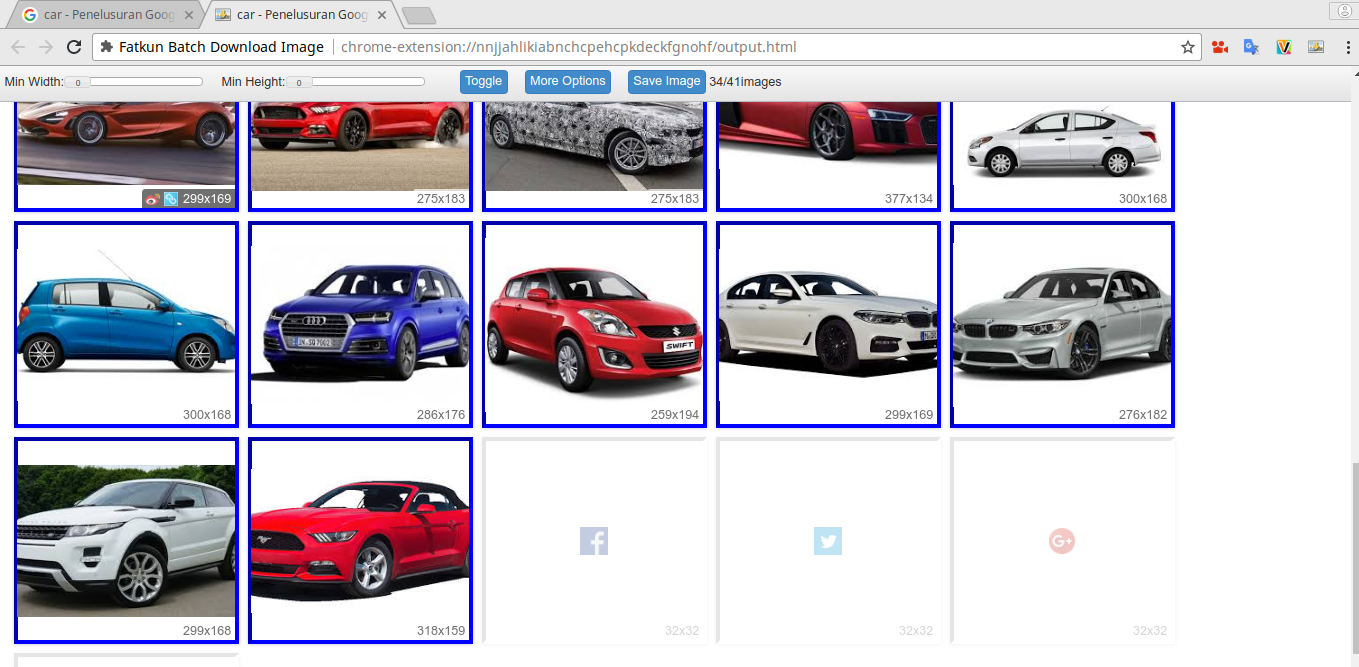 car - Penelusuran Goog
car - Penelusuran Goog
Fatkun Batch Download Image
chrome-extension://nnjjahlikiabnchcpehcpkdeckfgnohf/output.html
Min Width: 0
Min Height: 0
Toggle
More Options
Save Image
34/41images
299x169
275x183
275x183
377x134
300x168
300x168
286x176
SWIFT
259x194
299x169
276x182
299x168
318x159
32x32
32x32
G+
32x32